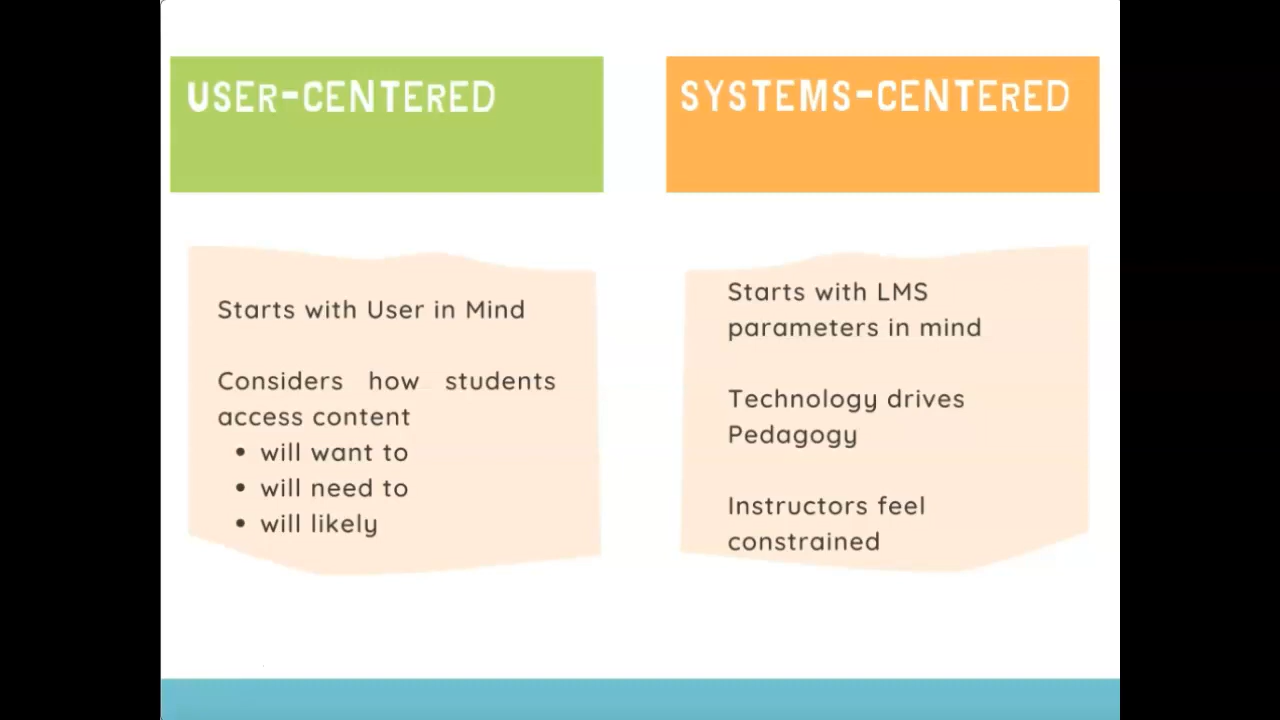 USER-CENTERED
Starts with User in Mind
Considers how students
access content
• will want to
• will need to
• will likely
SYSTEMS-CENTERED
Starts with LMS
parameters in mind
Technology drives
Pedagogy
Instructors feel
constrained